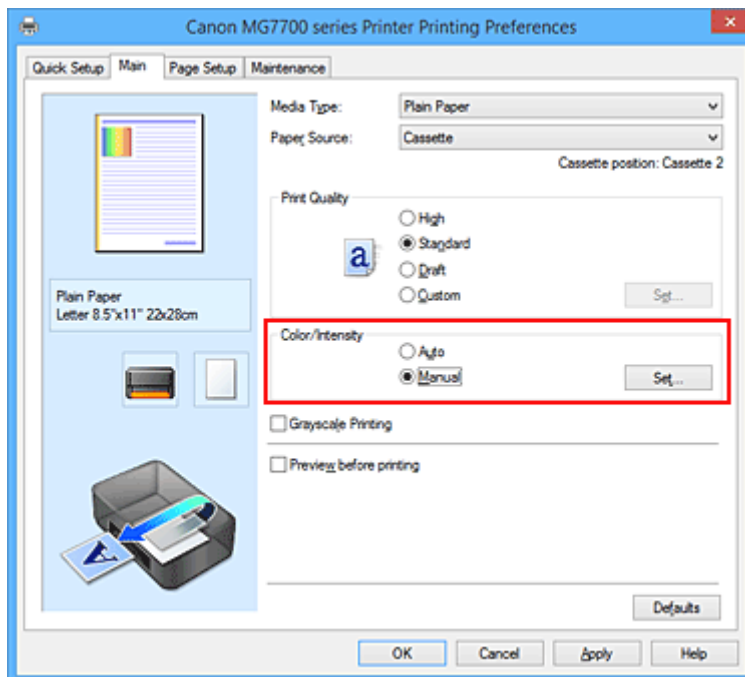 Canon MG7700 series Printer Printing Preferences
Quick Setup Main Page Setup Maintenance
Media Type: Plain Paper
Paper Source: Cassette
Cassette position: Cassette 2
Print Quality
High
a Standard
Draft
Custom Set...
Plain Paper
Letter 8.5"x11" 22x28cm
Color/Intensity
Auto
Manual Set...
Grayscale Printing
Preview before printing
A
Defaults
OK Cancel Apply Help